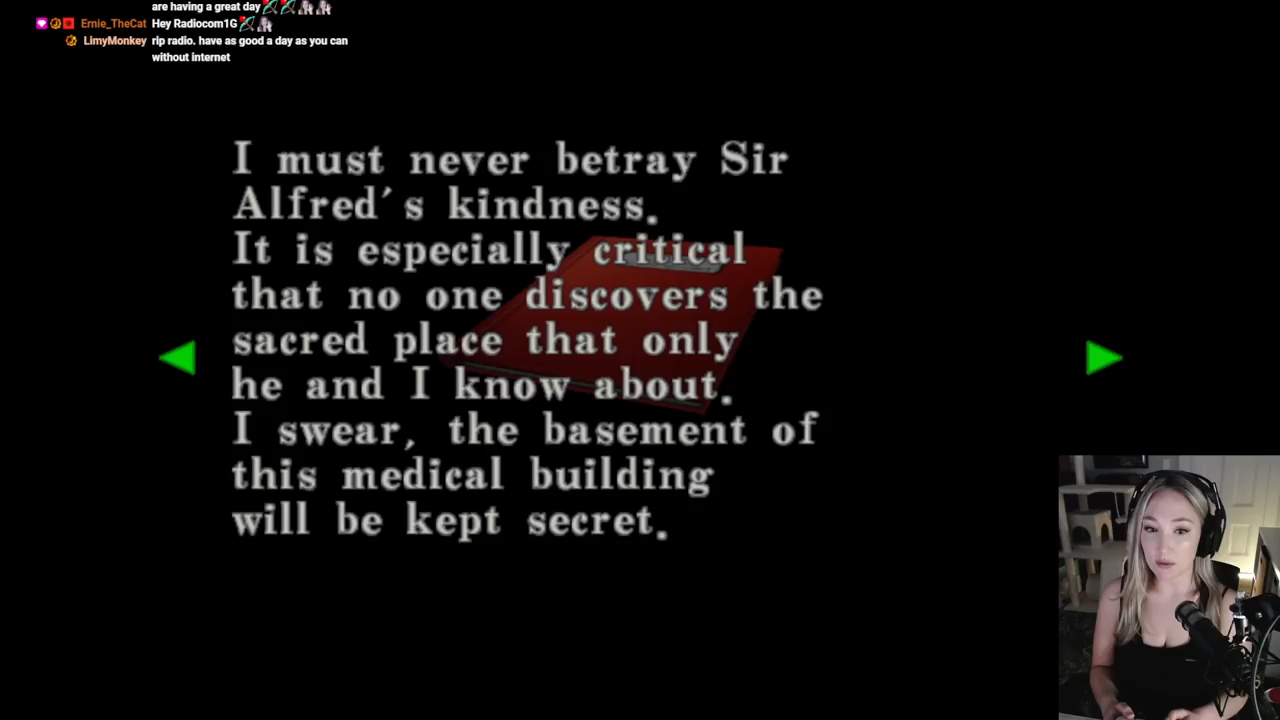 are having a great day
Ernie_TheCat Hey Radiocom1G
LimyMonkey rip radio. have as good a day as you can
without internet
I must never betray Sir
Alfred's kindness.
It is especially critical
that no one discovers the
sacred place that only
he and I know about.
I swear, the basement of
this medical building
will be kept secret.